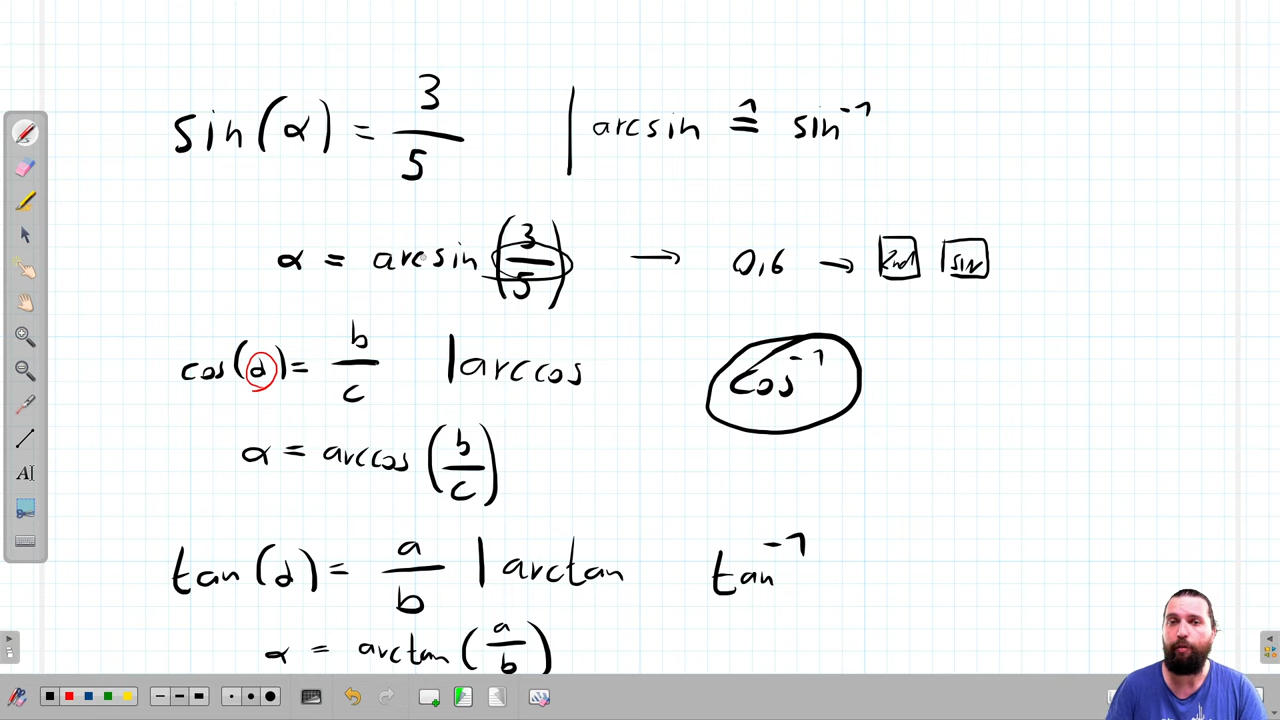 sin(α) = 3/5 | arcsin ≙ sin⁻¹
α = arcsin(3/5) → 0,6 → 2nd SIN
cos(α) = b/c | arccos cos⁻¹
α = arccos(b/c)
tan(α) = a/b | arctan tan⁻¹
α = arctan(a/b)